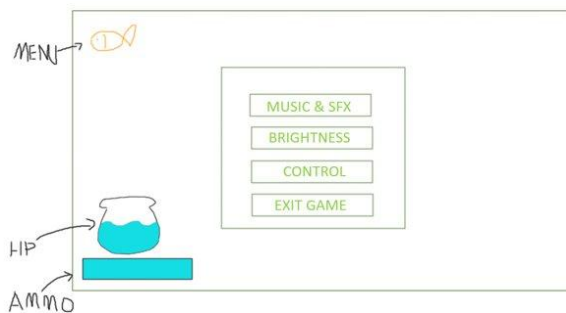 MENU
MUSIC & SFX
BRIGHTNESS
CONTROL
EXIT GAME
HP
AMMO